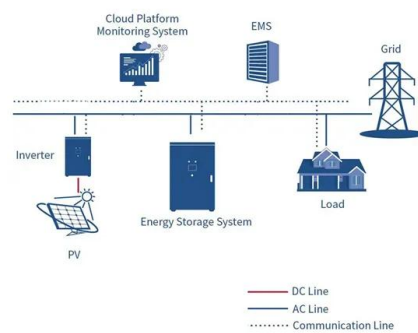 Cloud Platform
Monitoring System
EMS
Grid
Inverter
Energy Storage System
Load
PV
DC Line
AC Line
Communication Line